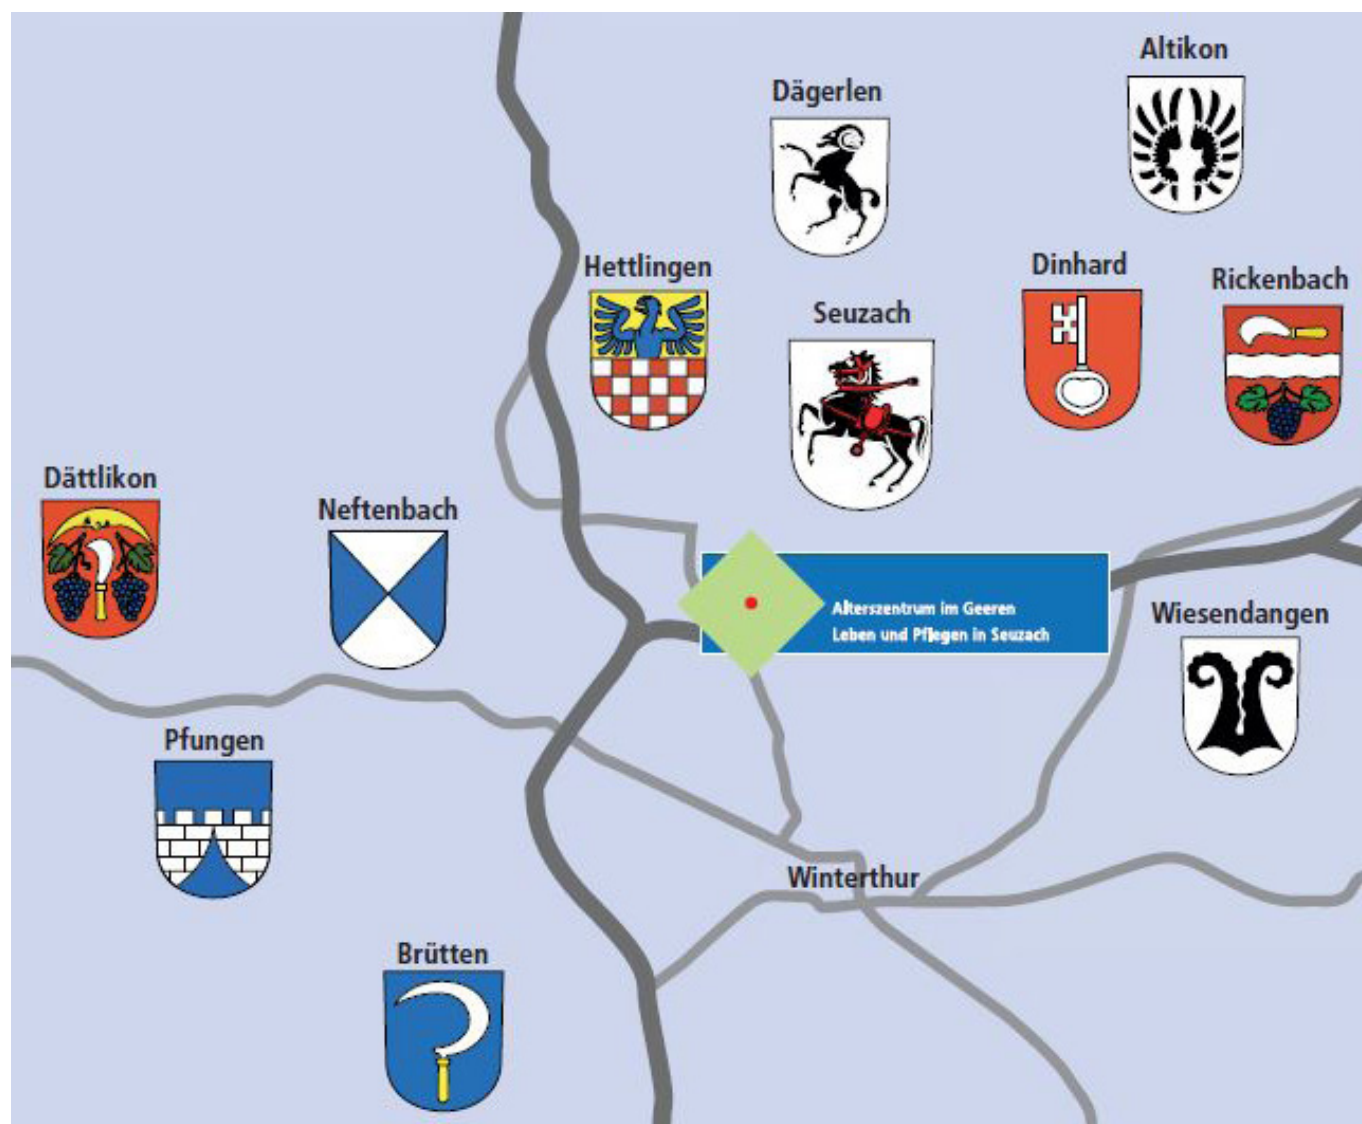 Altikon
Dägerlen
Hettlingen
Dinhard
Rickenbach
Seuzach
Dättlikon
Neftenbach
Alterszentrum im Geeren
Leben und Pflegen in Seuzach
Wiesendangen
Pfungen
Winterthur
Brütten